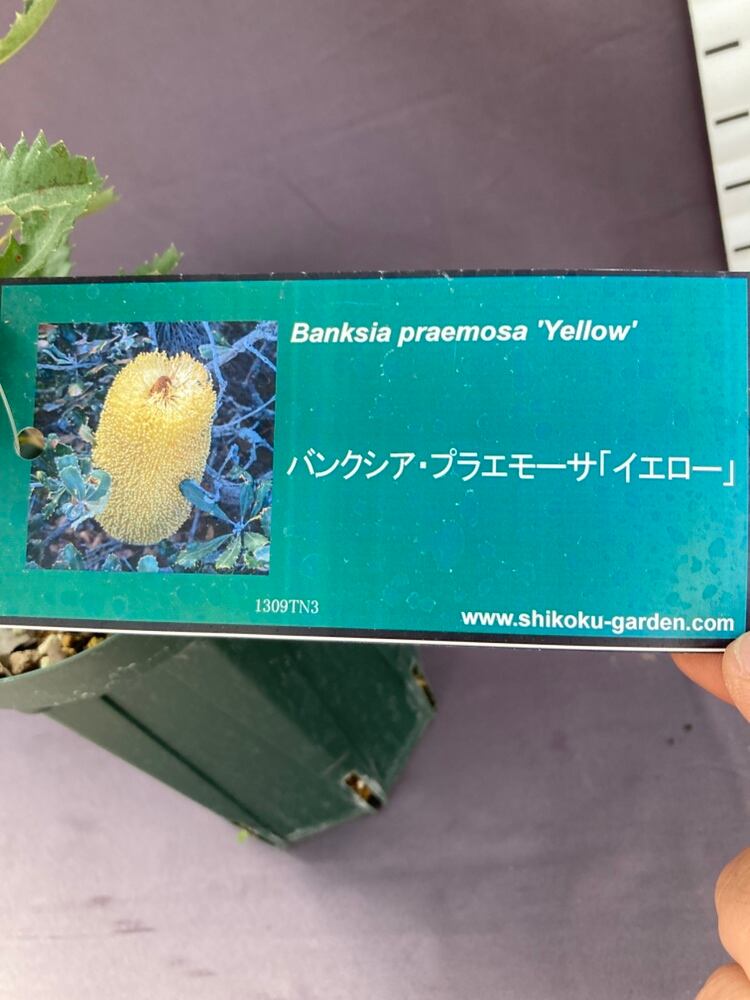 Banksia praemosa 'Yellow'
バンクシア・プラエモーサ「イエロー」
1309TN3
www.shikoku-garden.com